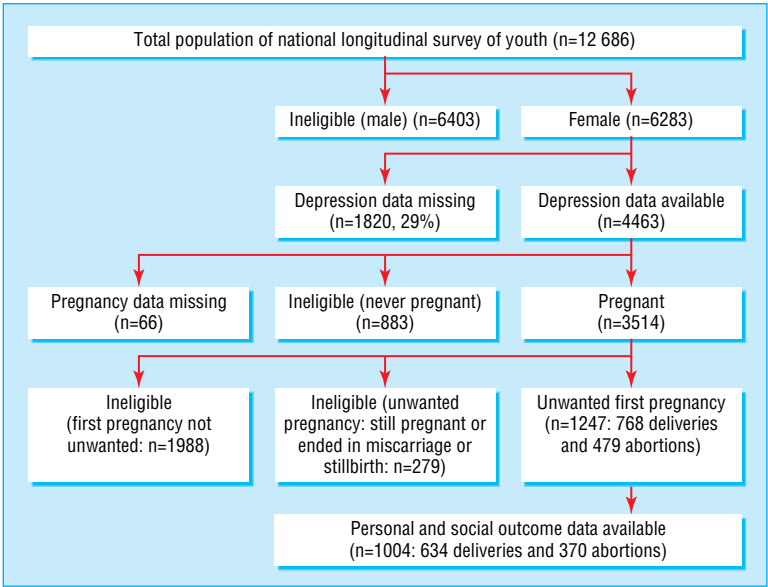 Total population of national longitudinal survey of youth (n=12 686)
Ineligible (male) (n=6403)
Female (n=6283)
Depression data missing
(n=1820, 29%)
Depression data available
(n=4463)
Pregnancy data missing
(n=66)
Ineligible (never pregnant)
(n=883)
Pregnant
(n=3514)
Ineligible
(first pregnancy not
unwanted: n=1988)
Ineligible (unwanted
pregnancy: still pregnant or
ended in miscarriage or
stillbirth: n=279)
Unwanted first pregnancy
(n=1247: 768 deliveries
and 479 abortions)
Personal and social outcome data available
(n=1004: 634 deliveries and 370 abortions)